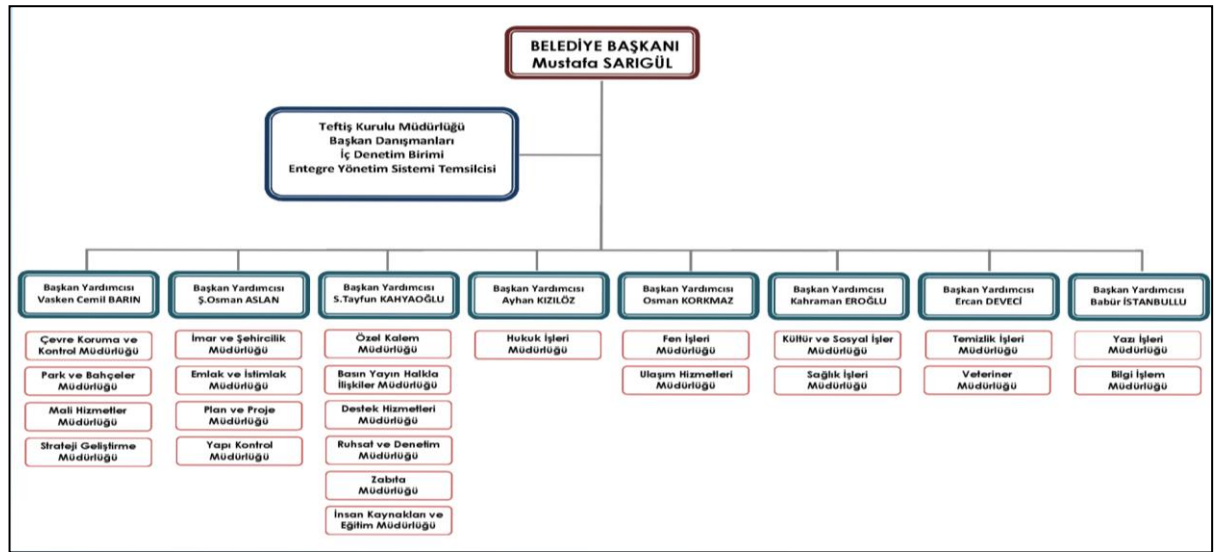 BELEDİYE BAŞKANI
Mustafa SARIGÜL
Teftiş Kurulu Müdürlüğü
Başkan Danışmanları
İç Denetim Birimi
Entegre Yönetim Sistemi Temsilcisi
Başkan Yardımcısı
Vasken Cemil BARIN
Çevre Koruma ve
Kontrol Müdürlüğü
Park ve Bahçeler
Müdürlüğü
Mali Hizmetler
Müdürlüğü
Strateji Geliştirme
Müdürlüğü
Başkan Yardımcısı
Ş.Osman ASLAN
İmar ve Şehircilik
Müdürlüğü
Emlak ve İstimlak
Müdürlüğü
Plan ve Proje
Müdürlüğü
Yapı Kontrol
Müdürlüğü
Başkan Yardımcısı
S.Tayfun KAHYAOĞLU
Özel Kalem
Müdürlüğü
Basın Yayın Halkla
İlişkiler Müdürlüğü
Destek Hizmetleri
Müdürlüğü
Ruhsat ve Denetim
Müdürlüğü
Zabıta
Müdürlüğü
İnsan Kaynakları ve
Eğitim Müdürlüğü
Başkan Yardımcısı
Ayhan KIZILÖZ
Hukuk İşleri
Müdürlüğü
Başkan Yardımcısı
Osman KORKMAZ
Fen İşleri
Müdürlüğü
Ulaşım Hizmetleri
Müdürlüğü
Başkan Yardımcısı
Kahraman EROĞLU
Kültür ve Sosyal İşler
Müdürlüğü
Sağlık İşleri
Müdürlüğü
Başkan Yardımcısı
Ercan DEVECİ
Temizlik İşleri
Müdürlüğü
Veteriner
Müdürlüğü
Başkan Yardımcısı
Babür İSTANBULLU
Yazı İşleri
Müdürlüğü
Bilgi İşlem
Müdürlüğü